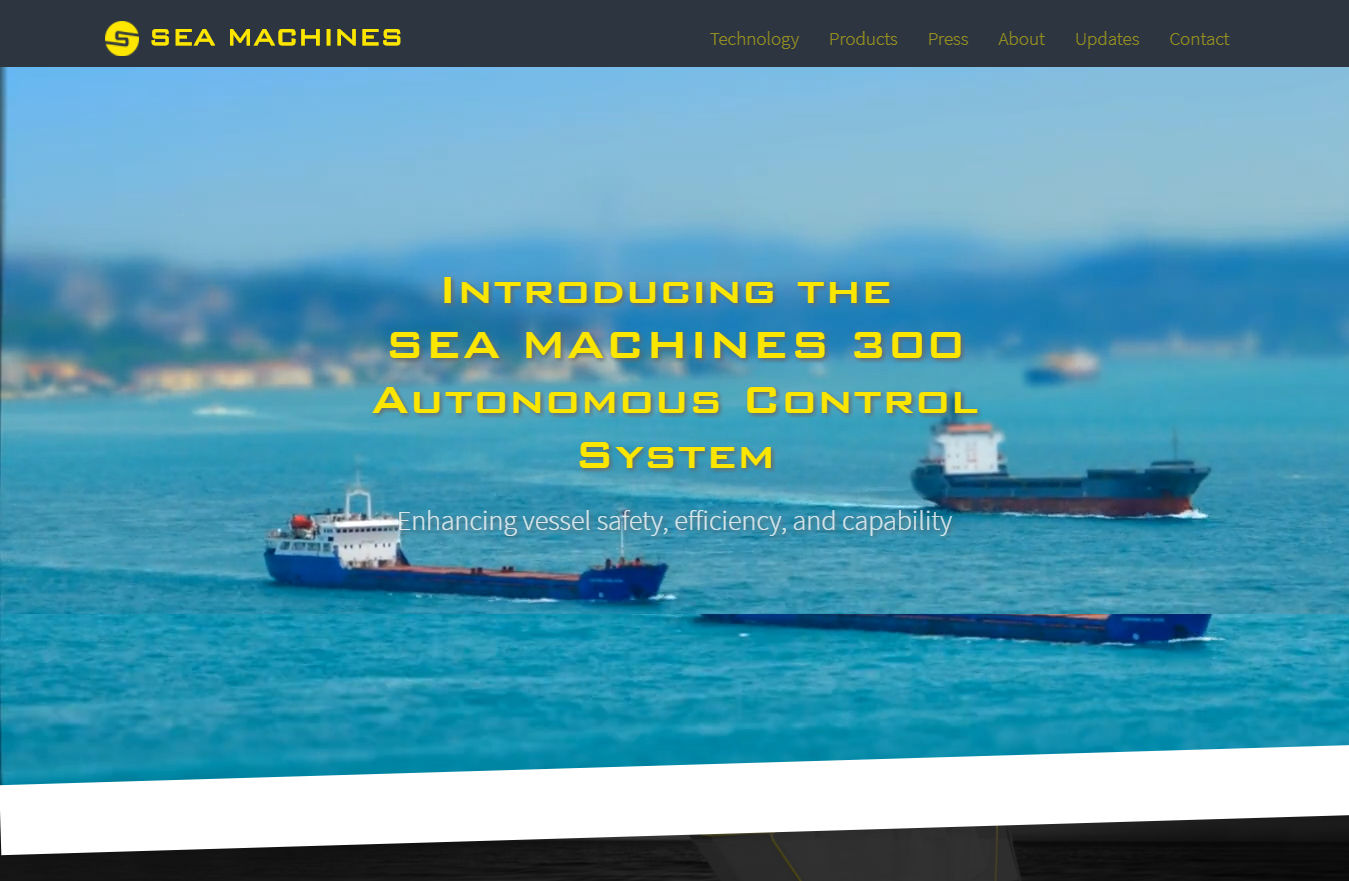 SEA MACHINES
Technology Products Press About Updates Contact
Introducing the
SEA MACHINES 300
Autonomous Control
System
Enhancing vessel safety, efficiency, and capability